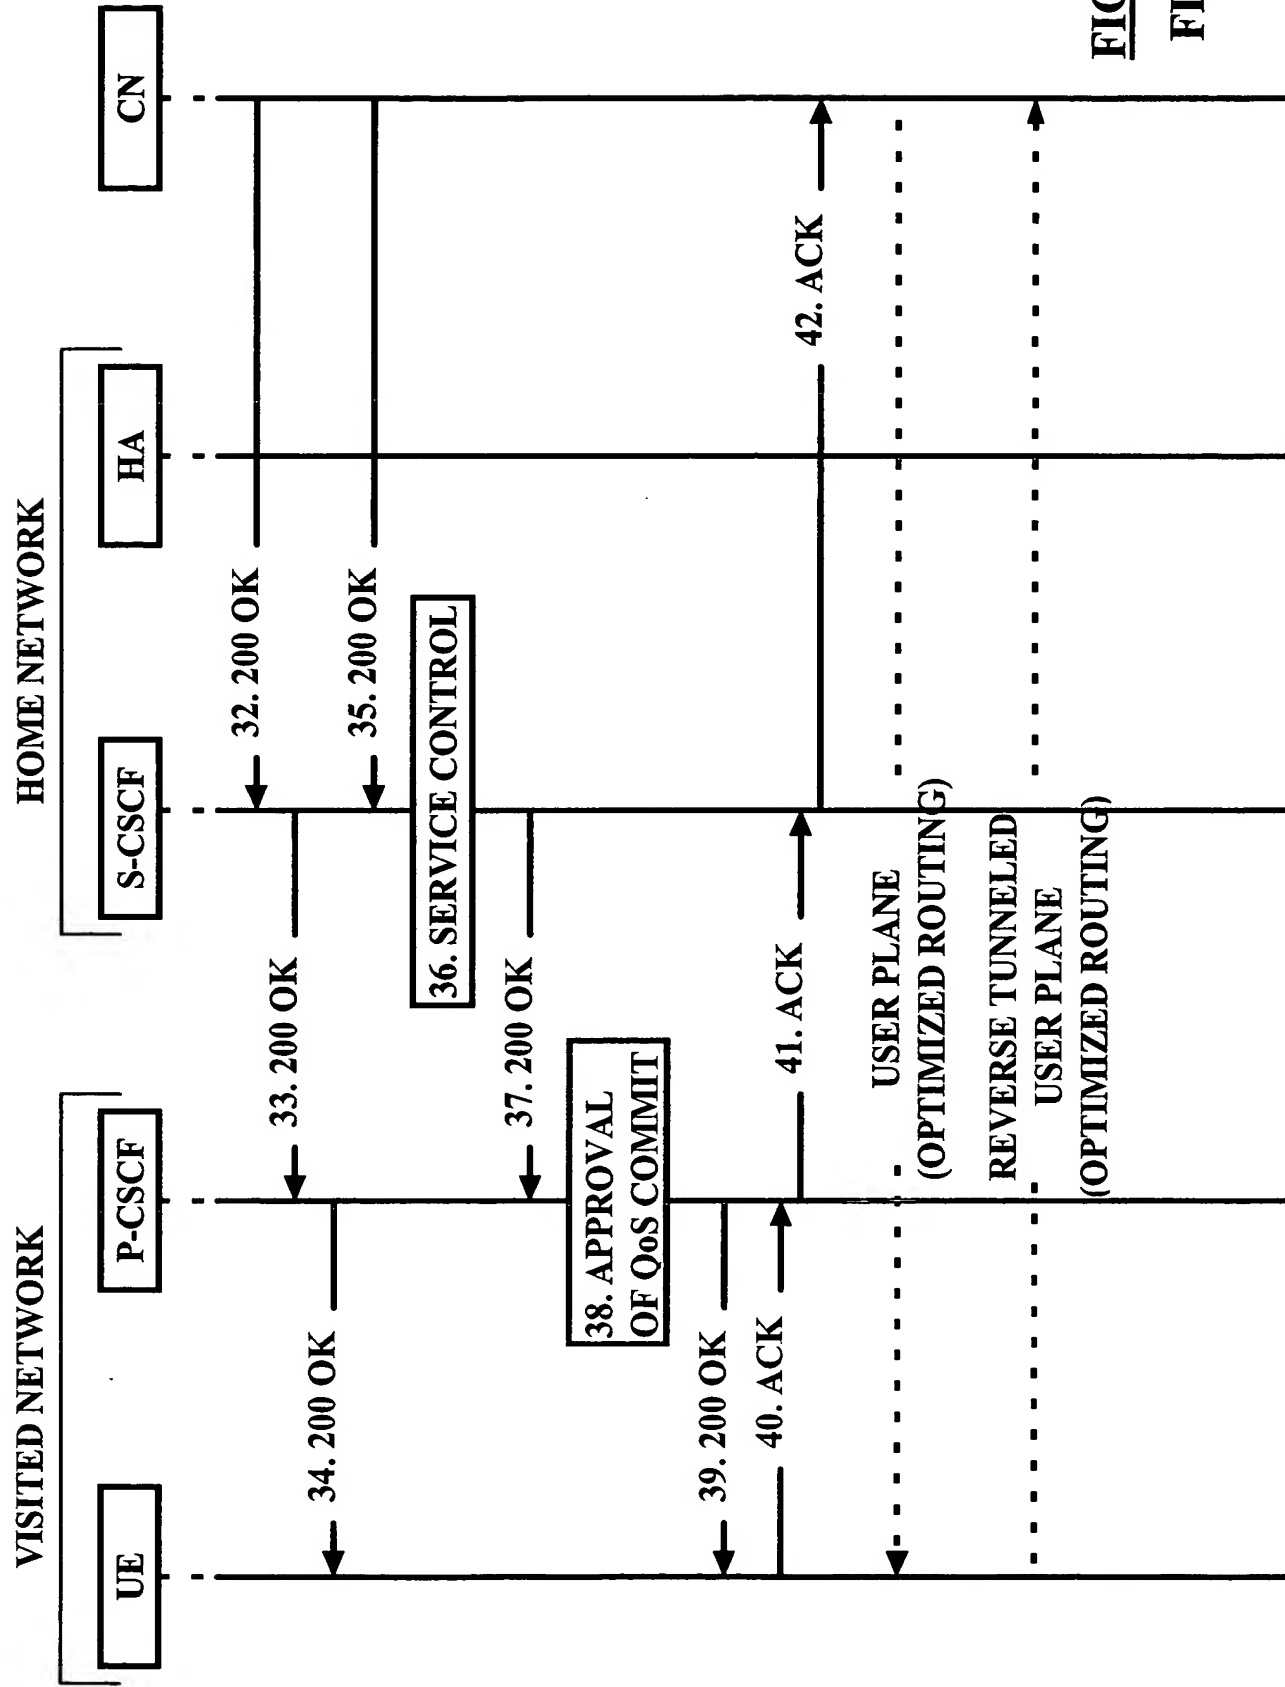 VISITED NETWORK
HOME NETWORK
UE
P-CSCF
S-CSCF
HA
CN
32. 200 OK
33. 200 OK
34. 200 OK
35. 200 OK
36. SERVICE CONTROL
37. 200 OK
38. APPROVAL
OF QoS COMMIT
39. 200 OK
40. ACK
41. ACK
42. ACK
USER PLANE
(OPTIMIZED ROUTING)
REVERSE TUNNELED
USER PLANE
(OPTIMIZED ROUTING)